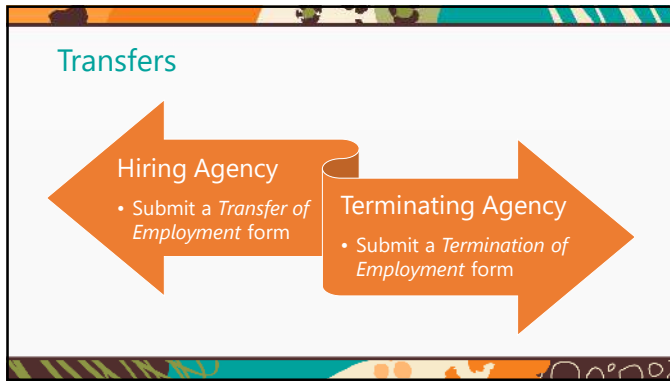 Transfers
Hiring Agency
• Submit a Transfer of
Employment form
Terminating Agency
• Submit a Termination of
Employment form